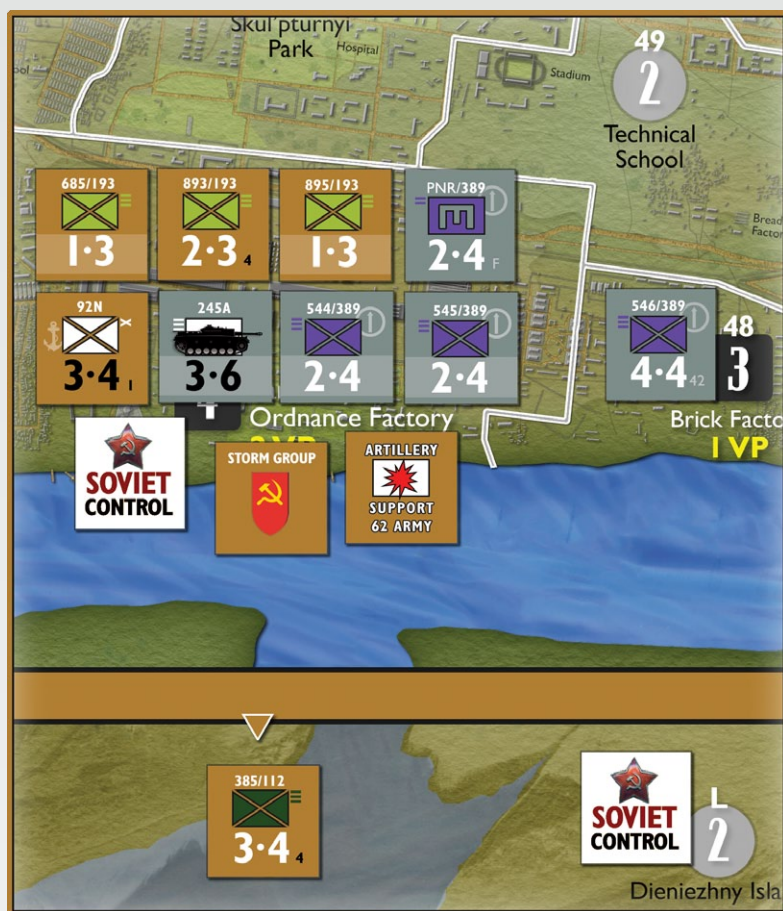 Skul'pturnyi
Park
Hospital
Stadium
49
2
Technical
School
685/193
1-3
893/193
2-3 4
895/193
1-3
PNR/389
2-4 F
92N
3-4 1
245A
3-6
544/389
2-4
545/389
2-4
546/389
4-4 42
48
3
Ordnance Factory
Brick Facto
1 VP
SOVIET
CONTROL
STORM GROUP
ARTILLERY
SUPPORT
62 ARMY
385/112
3-4 4
SOVIET
CONTROL
L
2
Dieniezhny Isla